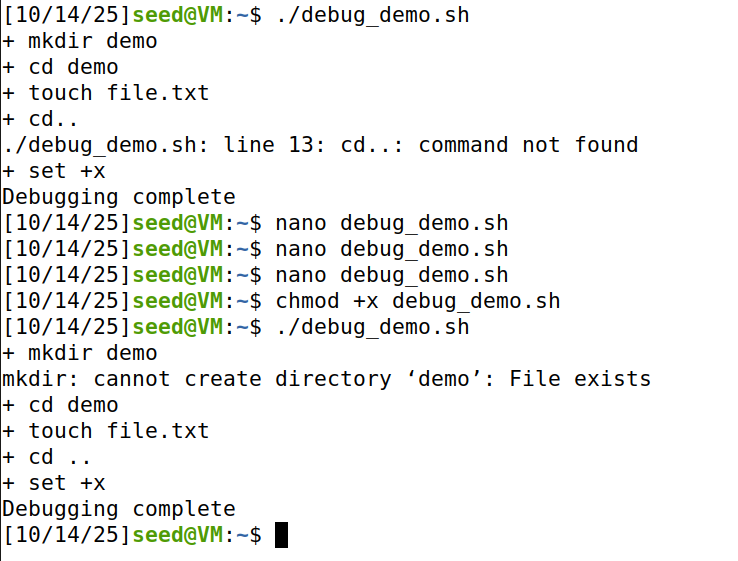 [10/14/25]seed@VM:~$ ./debug_demo.sh
+ mkdir demo
+ cd demo
+ touch file.txt
+ cd..
./debug_demo.sh: line 13: cd..: command not found
+ set +x
Debugging complete
[10/14/25]seed@VM:~$ nano debug_demo.sh
[10/14/25]seed@VM:~$ nano debug_demo.sh
[10/14/25]seed@VM:~$ nano debug_demo.sh
[10/14/25]seed@VM:~$ chmod +x debug_demo.sh
[10/14/25]seed@VM:~$ ./debug_demo.sh
+ mkdir demo
mkdir: cannot create directory ‘demo’: File exists
+ cd demo
+ touch file.txt
+ cd ..
+ set +x
Debugging complete
[10/14/25]seed@VM:~$